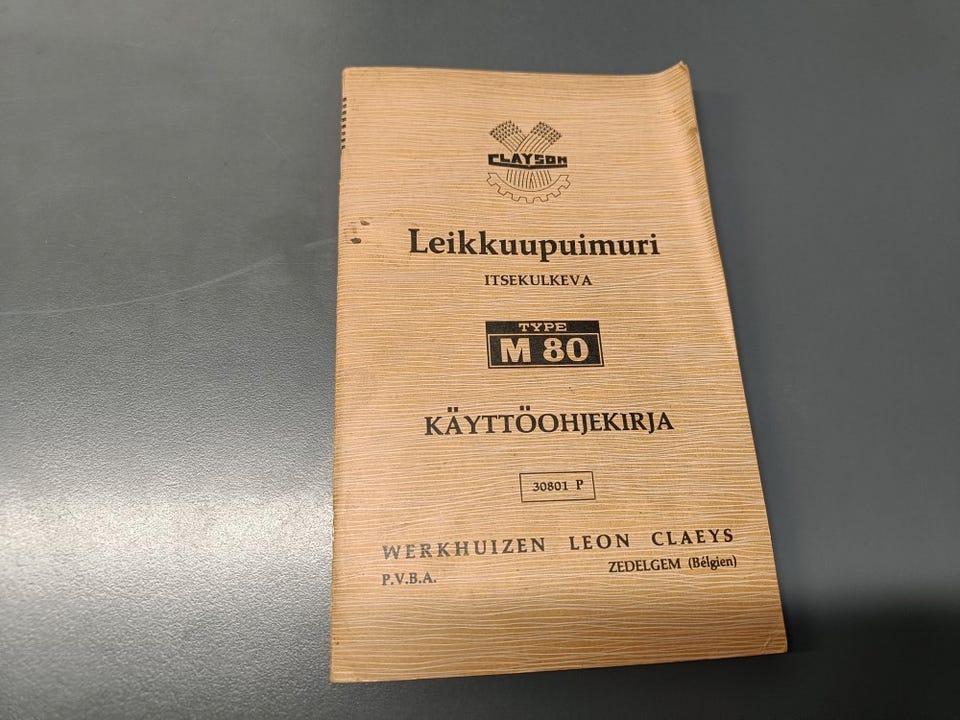 CLAYSON
Leikkuupuimuri
ITSEKULKEVA
TYPE
M 80
KÄYTTÖOHJEKIRJA
30801 P
WERKHUIZEN LEON CLAEYS
P.V.B.A. ZEDELGEM (Bélgien)